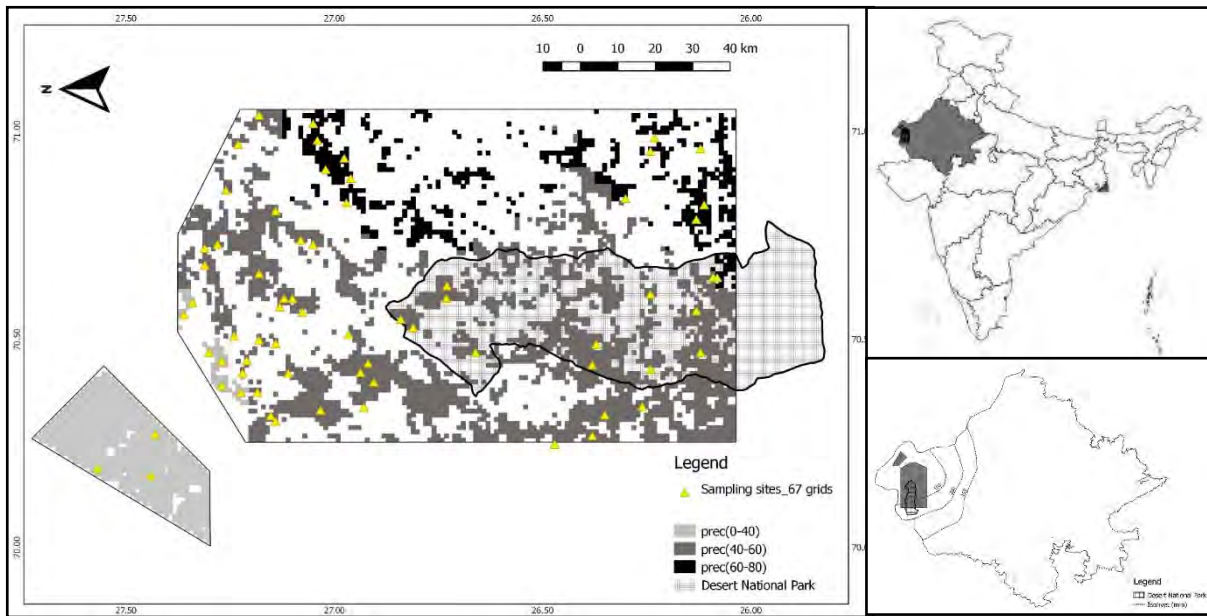 27.50 27.00 26.50 26.00
10 0 10 20 30 40 km
N
71.00 71.0
70.50 70.5
Legend
Sampling sites_67 grids
prec(0-40)
prec(40-60)
prec(60-80)
Desert National Park
70.00 70.0
27.50 27.00 26.50 26.00
Legend
Desert National Park